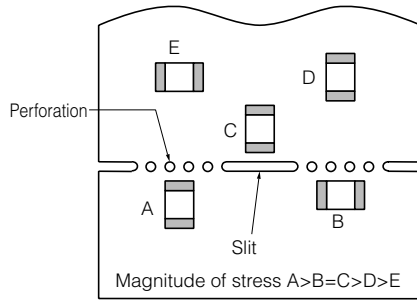 E
D
Perforation
C
A
B
Slit
Magnitude of stress A>B=C>D>E